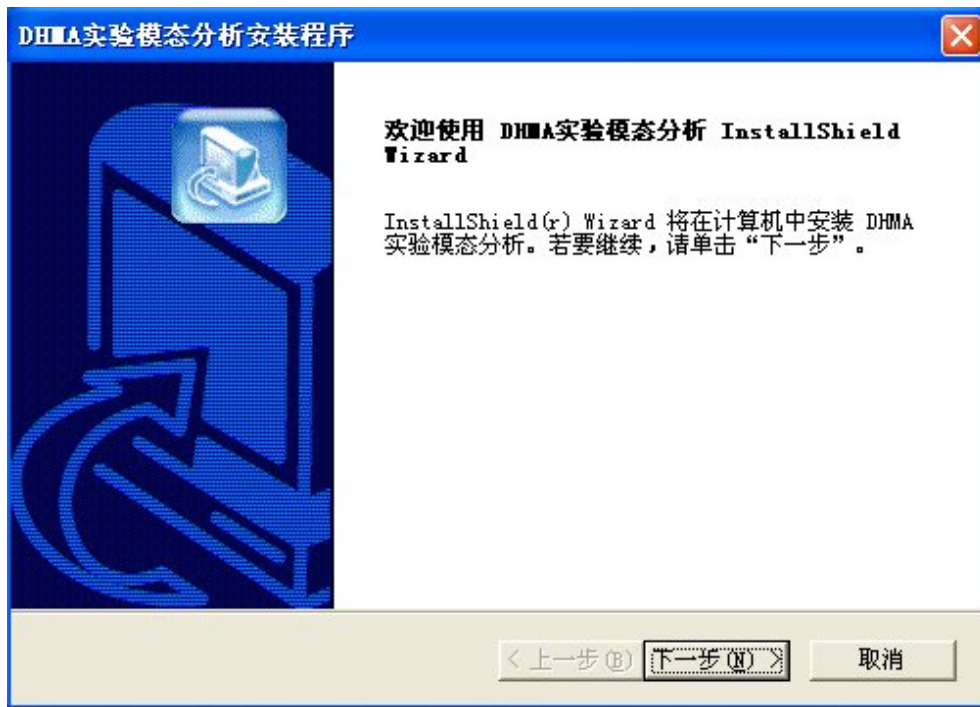 DHMA实验模态分析安装程序
欢迎使用 DHMA实验模态分析 InstallShield
Wizard
InstallShield(r) Wizard 将在计算机中安装 DHMA
实验模态分析。若要继续，请单击“下一步”。
< 上一步(B) 下一步(N) > 取消